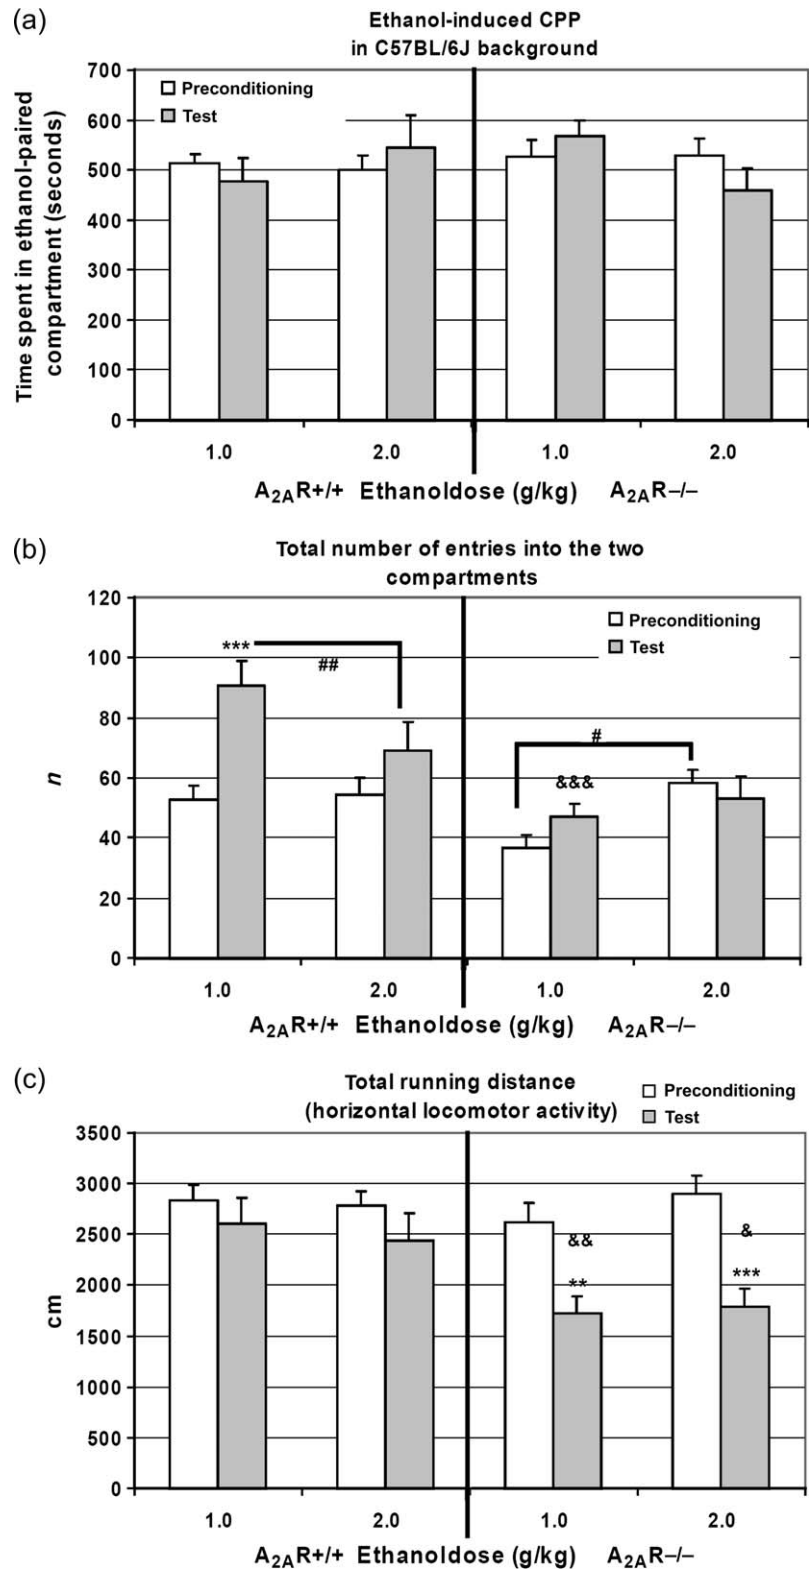 (a)
Ethanol-induced CPP
in C57BL/6J background
Time spent in ethanol-paired
compartment (seconds)
700
600
500
400
300
200
100
0
Preconditioning
Test
1.0 2.0 1.0 2.0
A2AR+/+ Ethanoldose (g/kg) A2AR–/–
(b)
Total number of entries into the two
compartments
n
120
100
80
60
40
20
0
Preconditioning
Test
***
##
#
&&&
1.0 2.0 1.0 2.0
A2AR+/+ Ethanoldose (g/kg) A2AR–/–
(c)
Total running distance
(horizontal locomotor activity)
Preconditioning
Test
cm
3500
3000
2500
2000
1500
1000
500
0
&&
**
&
***
1.0 2.0 1.0 2.0
A2AR+/+ Ethanoldose (g/kg) A2AR–/–